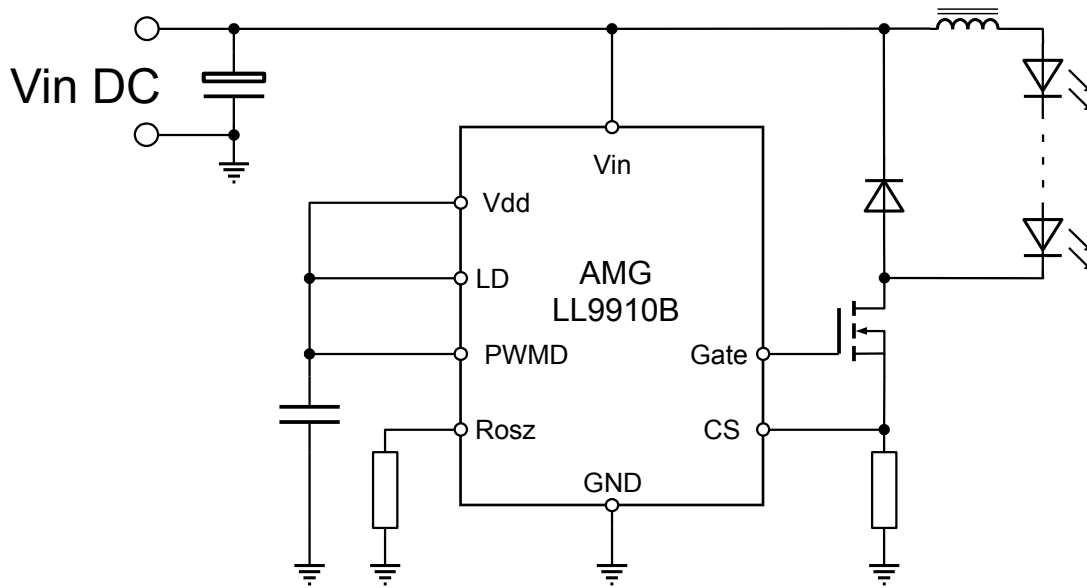 Vin DC
Vin
Vdd
LD
AMG
LL9910B
PWMD
Gate
Rosz
CS
GND